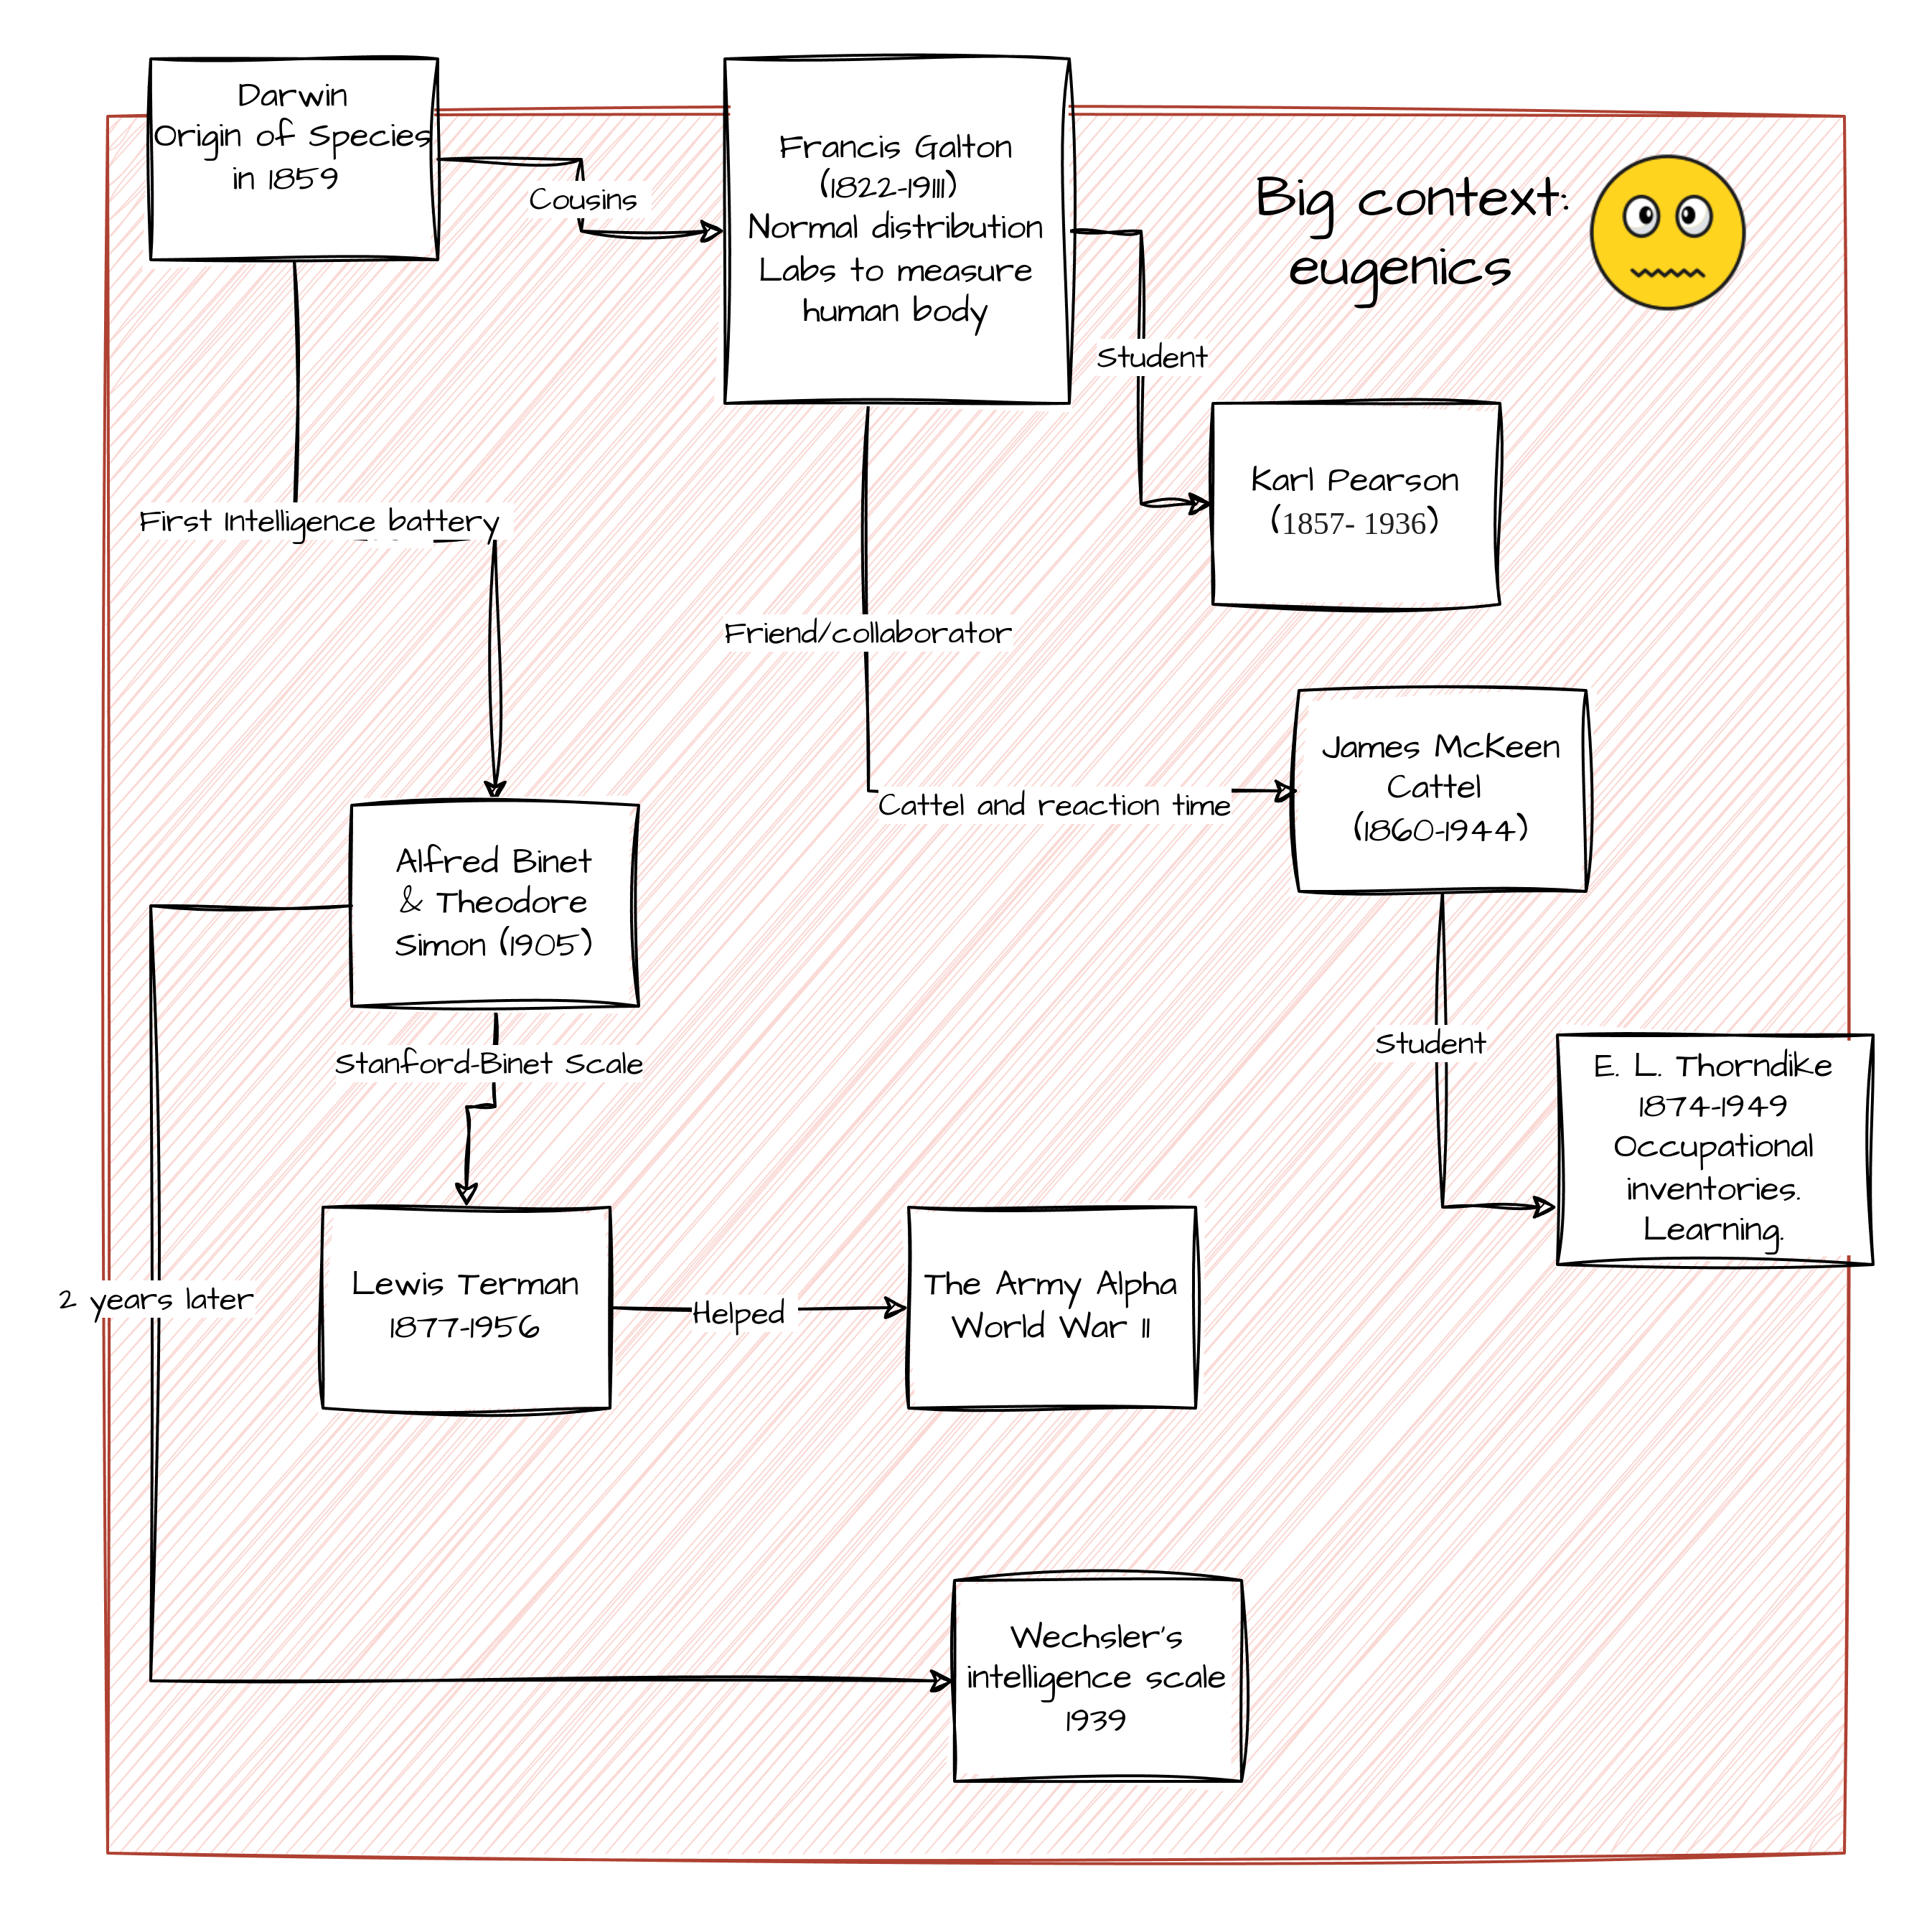 Darwin
Origin of Species
in 1859
Cousins
Francis Galton
(1822-1911)
Normal distribution
Labs to measure
human body
Big context:
eugenics
Student
Karl Pearson
(1857- 1936)
First Intelligence battery
Friend/collaborator
James McKeen
Cattel
(1860-1944)
Cattel and reaction time
Alfred Binet
& Theodore
Simon (1905)
Student
Stanford-Binet Scale
E. L. Thorndike
1874-1949
Occupational
inventories.
Learning.
2 years later
Lewis Terman
1877-1956
Helped
The Army Alpha
World War II
Wechsler's
intelligence scale
1939